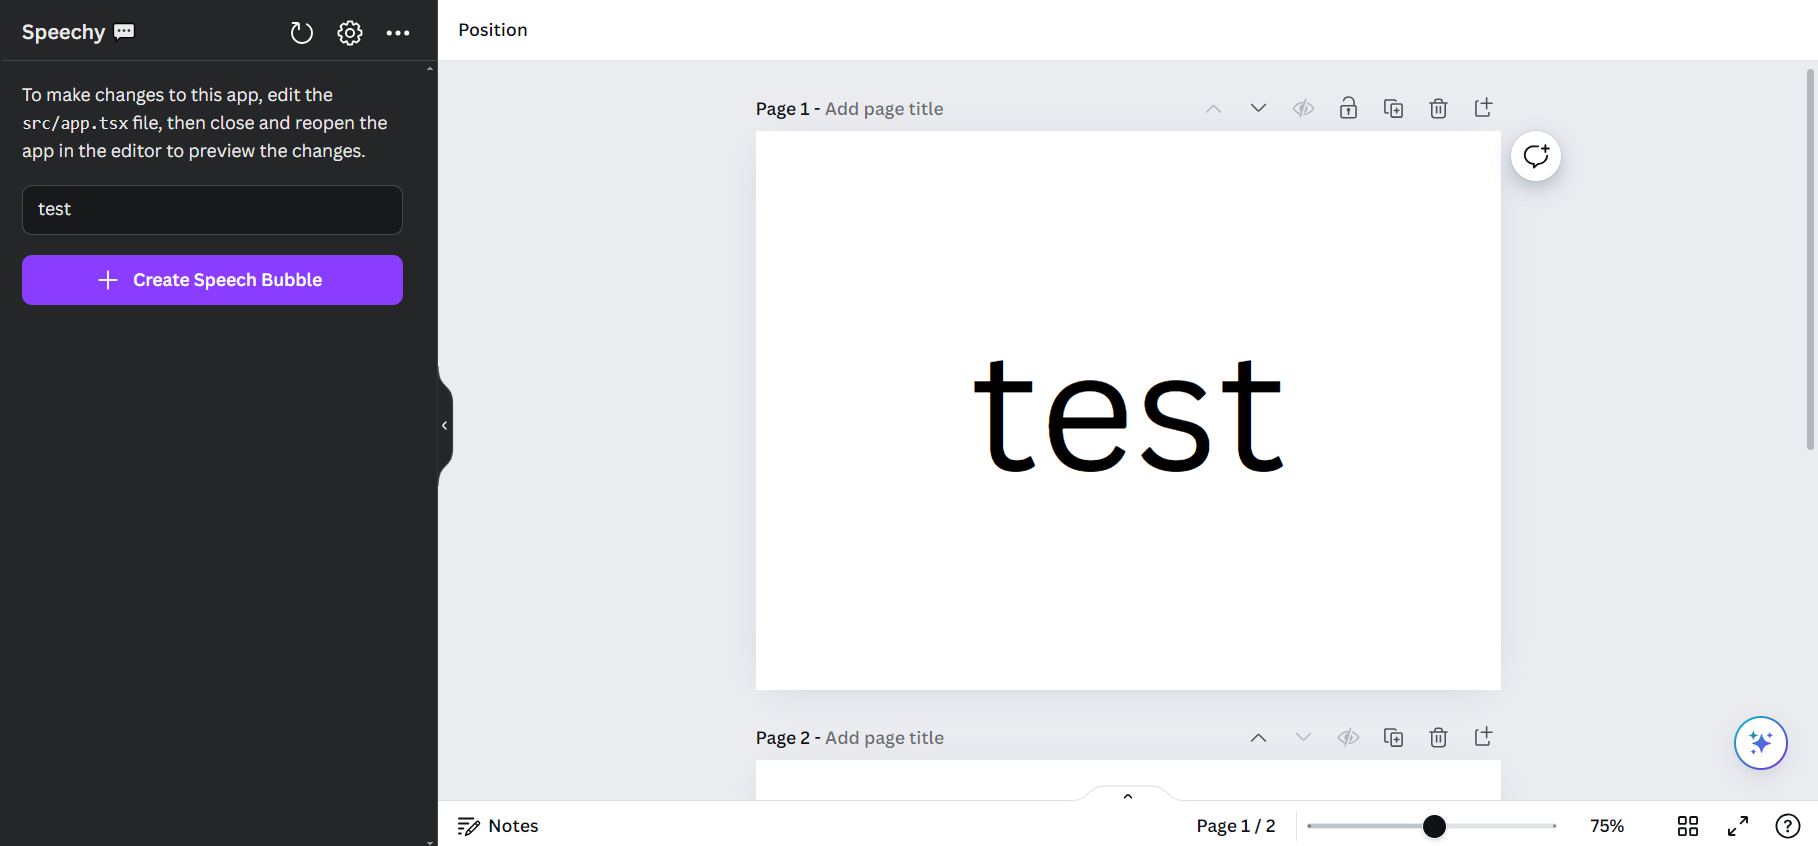 Speechy 💬
To make changes to this app, edit the
src/app.tsx file, then close and reopen the
app in the editor to preview the changes.
test
Create Speech Bubble
Position
Page 1 - Add page title
test
Page 2 - Add page title
Notes
Page 1 / 2
75%